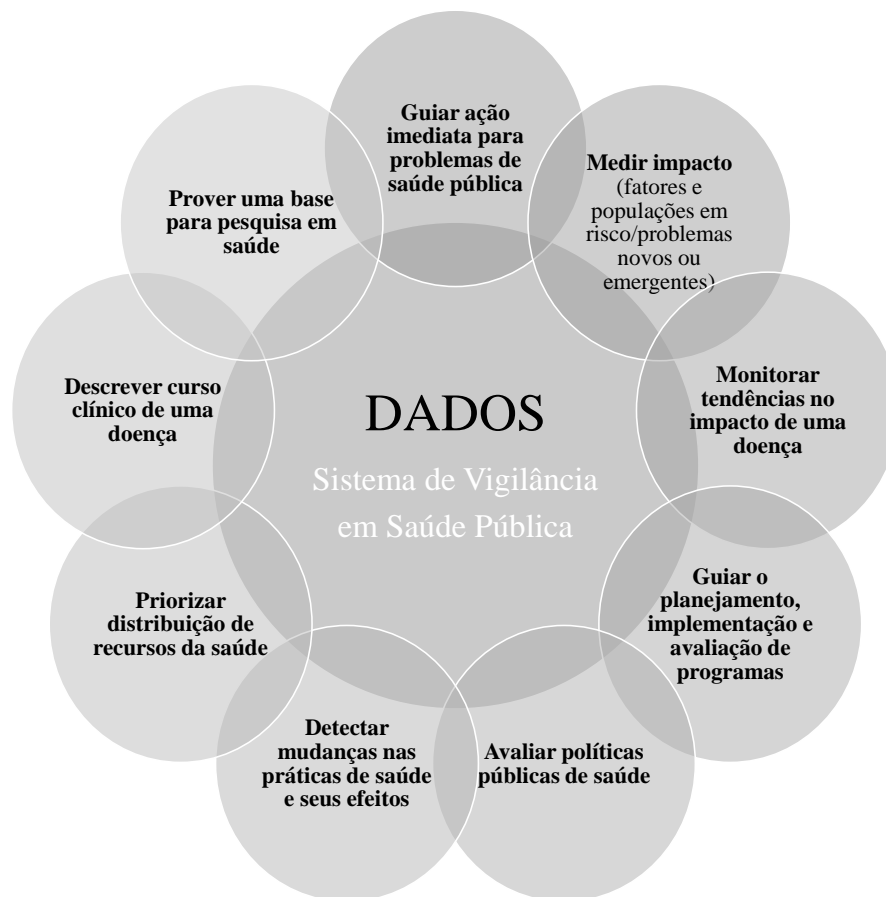 Guiar ação
imediata para
problemas de
saúde pública
Medir impacto
(fatores e
populações em
risco/problemas
novos ou
emergentes)
Monitorar
tendências no
impacto de uma
doença
Guiar o
planejamento,
implementação e
avaliação de
programas
Avaliar políticas
públicas de saúde
Detectar
mudanças nas
práticas de saúde
e seus efeitos
Priorizar
distribuição de
recursos da saúde
Descrever curso
clínico de uma
doença
Prover uma base
para pesquisa em
saúde
DADOS
Sistema de Vigilância
em Saúde Pública